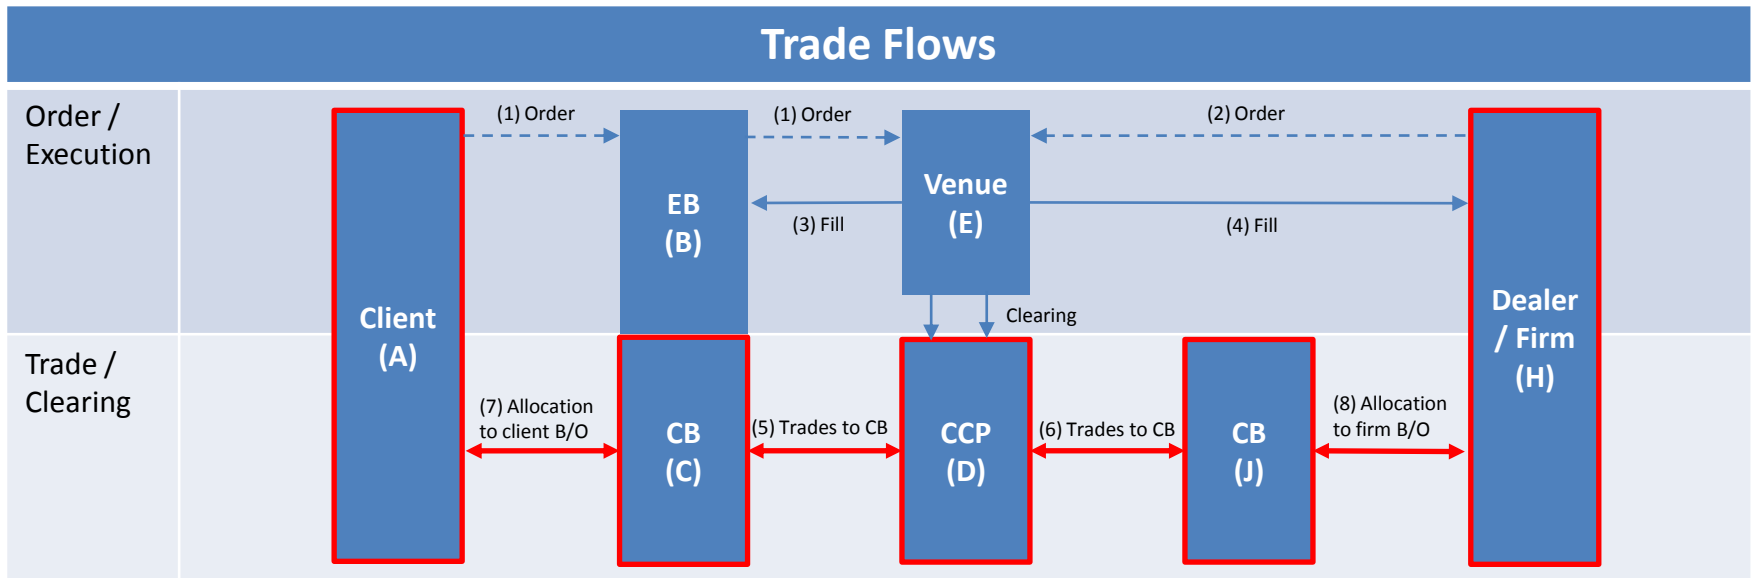 Trade Flows
Order /
Execution
(1) Order
(1) Order
(2) Order
EB
(B)
Venue
(E)
(3) Fill
(4) Fill
Client
(A)
Clearing
Dealer
/ Firm
(H)
Trade /
Clearing
(7) Allocation
to client B/O
CB
(C)
(5) Trades to CB
CCP
(D)
(6) Trades to CB
CB
(J)
(8) Allocation
to firm B/O